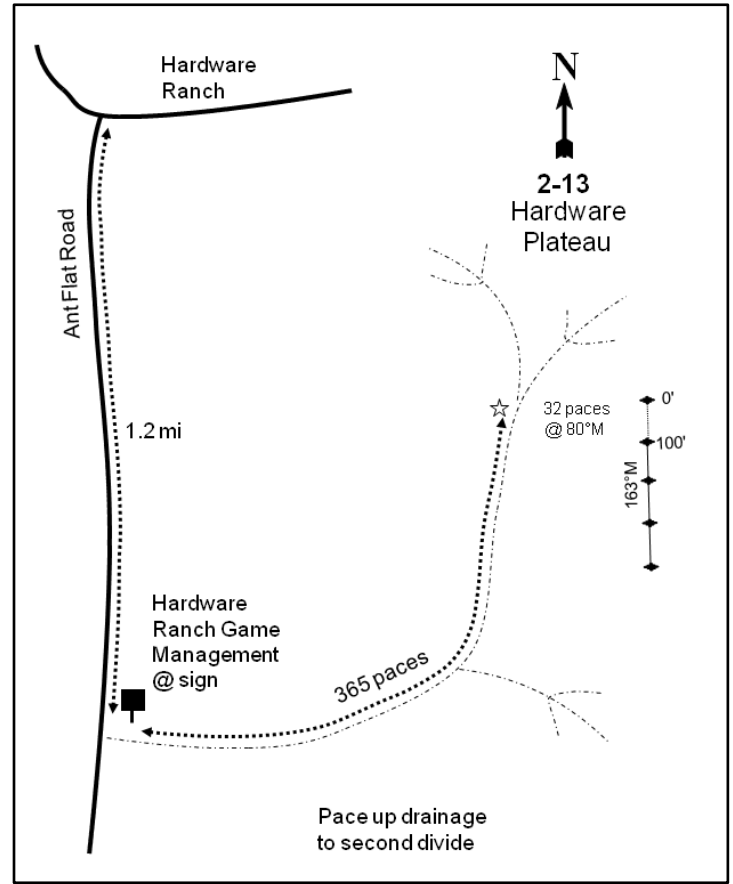 Hardware
Ranch
N
2-13
Hardware
Plateau
Ant Flat Road
1.2 mi
32 paces
@ 80°M
0'
100'
163°M
Hardware
Ranch Game
Management
@ sign
365 paces
Pace up drainage
to second divide